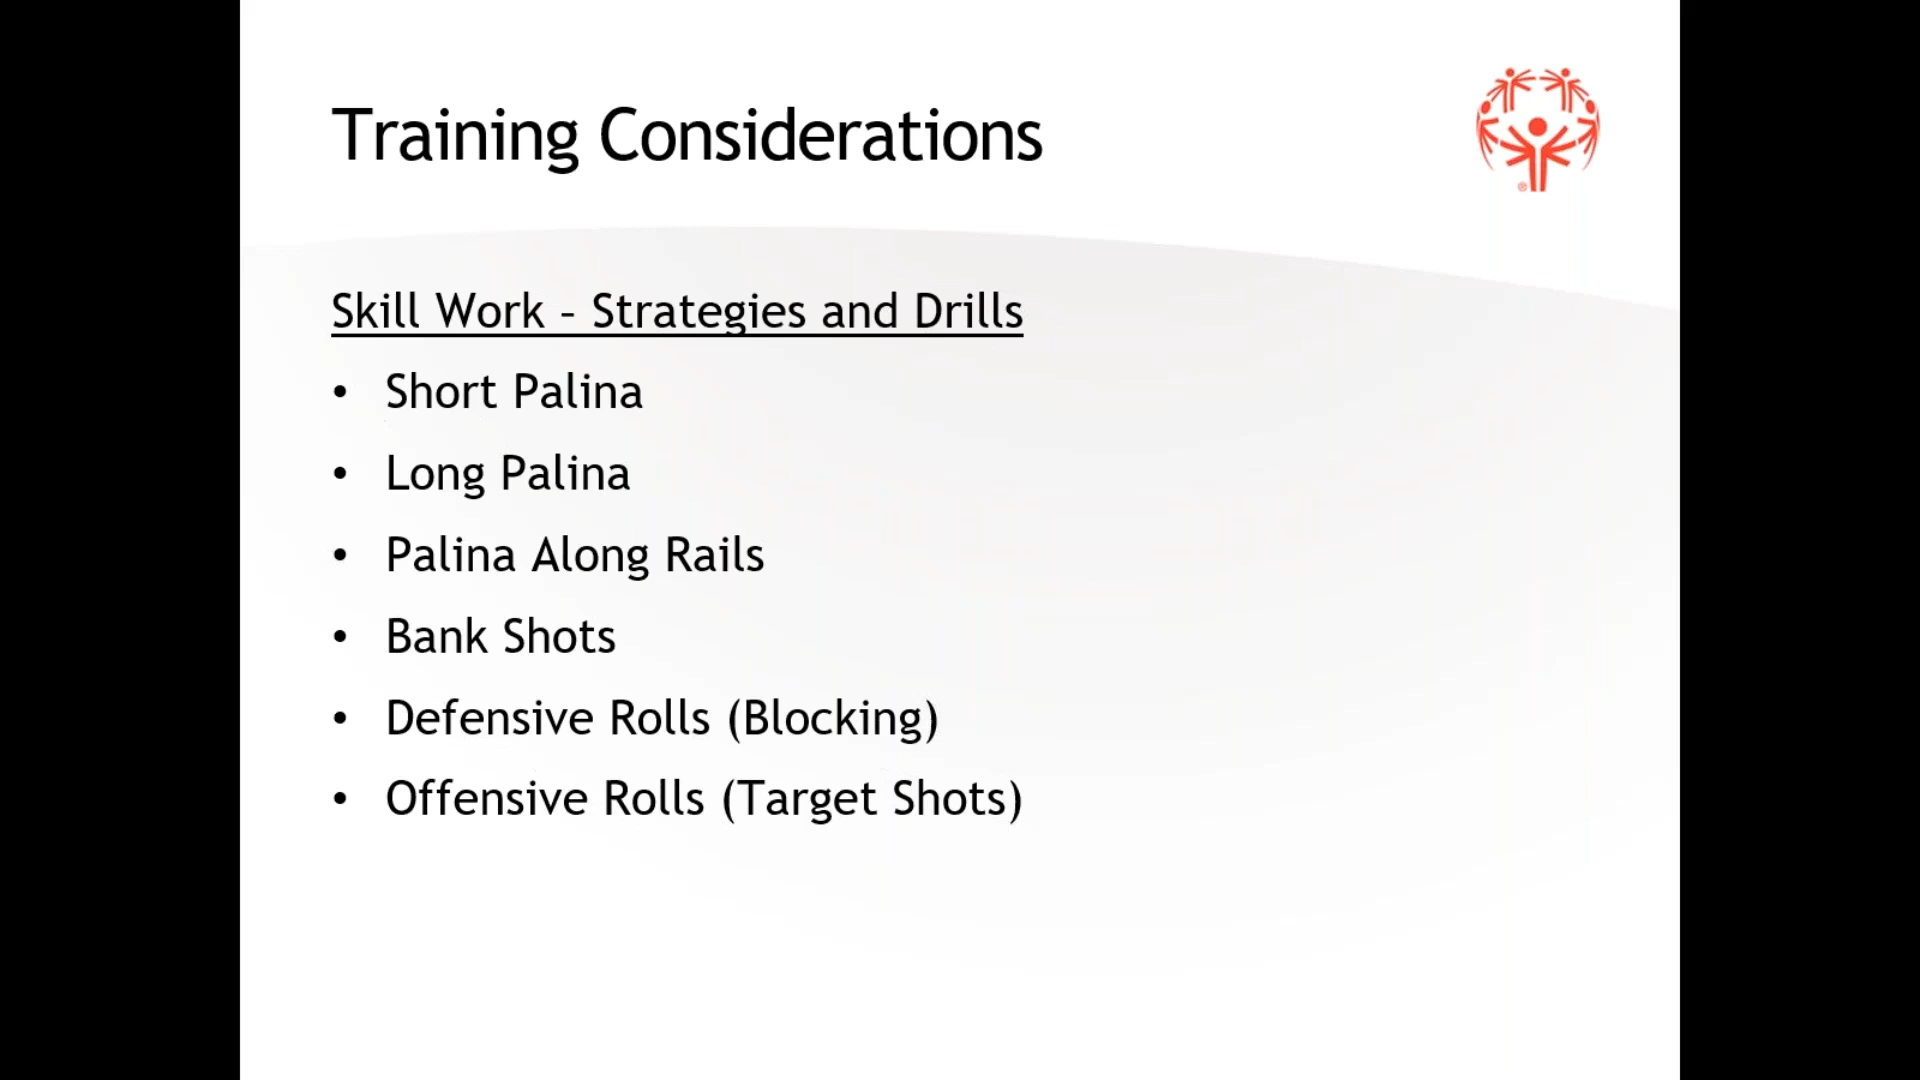 Training Considerations
Skill Work – Strategies and Drills
• Short Palina
• Long Palina
• Palina Along Rails
• Bank Shots
• Defensive Rolls (Blocking)
• Offensive Rolls (Target Shots)
®